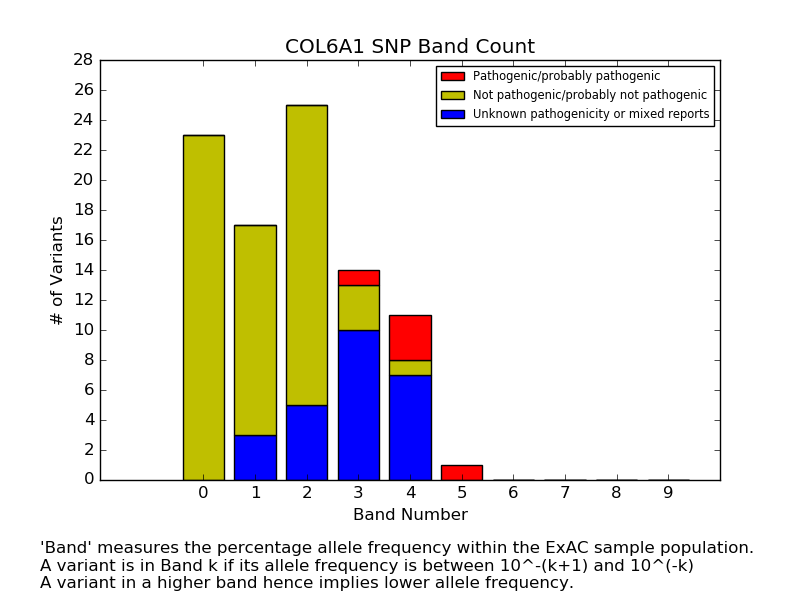 COL6A1 SNP Band Count
28
26
24
22
20
18
16
14
12
10
8
6
4
2
0
# of Variants
Pathogenic/probably pathogenic
Not pathogenic/probably not pathogenic
Unknown pathogenicity or mixed reports
0 1 2 3 4 5 6 7 8 9
Band Number
'Band' measures the percentage allele frequency within the ExAC sample population.
A variant is in Band k if its allele frequency is between 10^-(k+1) and 10^(-k)
A variant in a higher band hence implies lower allele frequency.